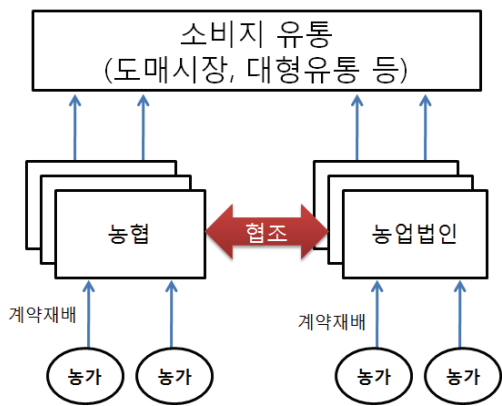 소비지 유통
(도매시장, 대형유통 등)
농협
협조
농업법인
계약재배
계약재배
농가
농가
농가
농가